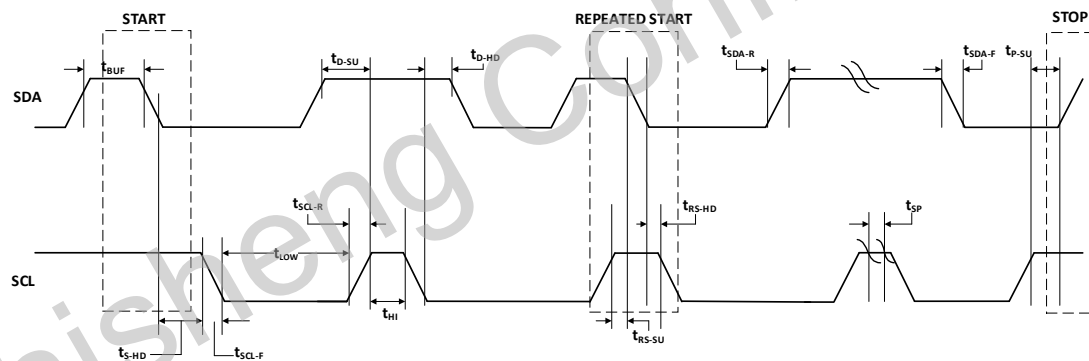 START
REPEATED START
STOP
tBUF
tD-SU
tD-HD
tSDA-R
tSDA-F
tP-SU
SDA
tSCL-R
tRS-HD
tSP
tLOW
SCL
tHI
tS-HD
tSCL-F
tRS-SU